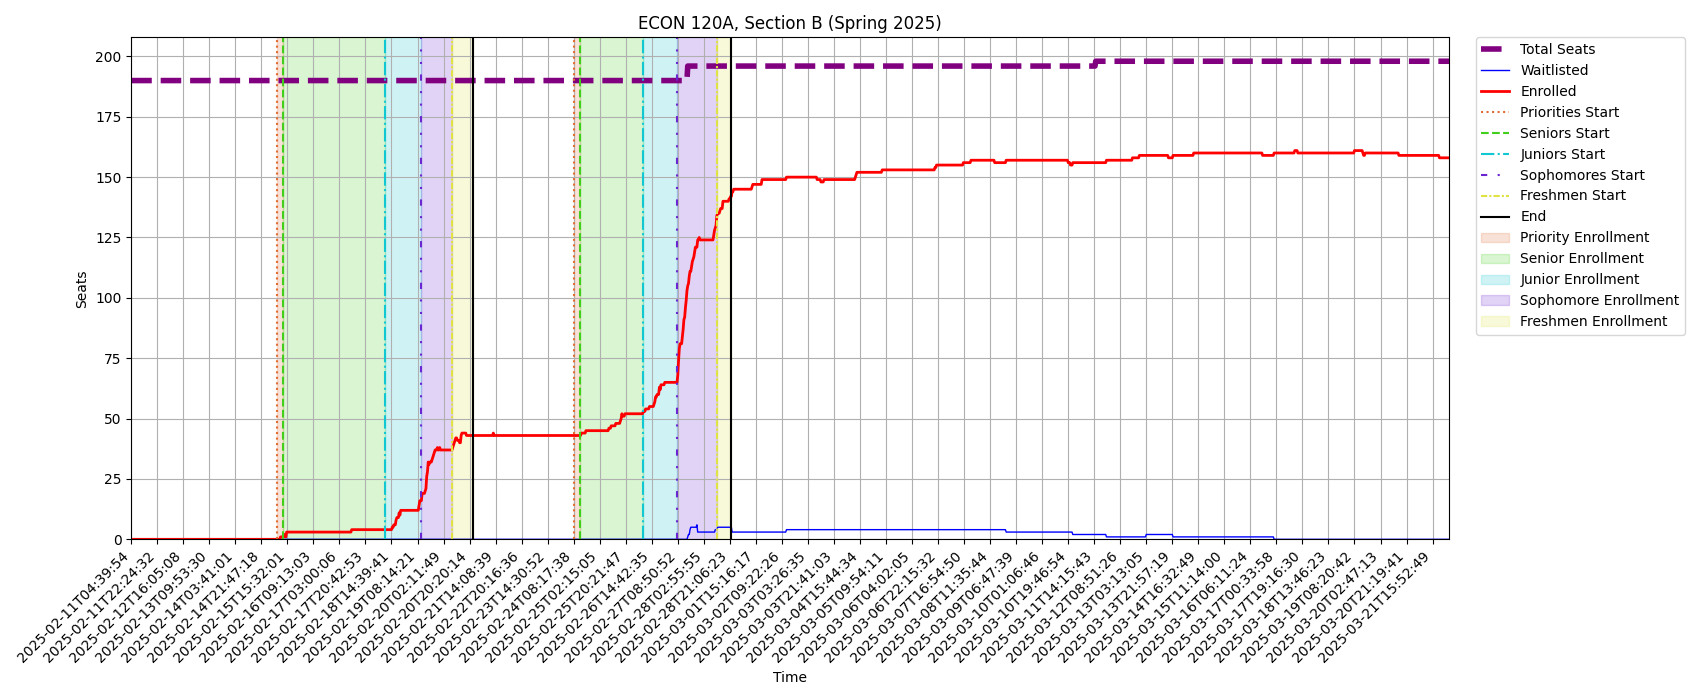 ECON 120A, Section B (Spring 2025)
Total Seats
Waitlisted
Enrolled
Priorities Start
Seniors Start
Juniors Start
Sophomores Start
Freshmen Start
End
Priority Enrollment
Senior Enrollment
Junior Enrollment
Sophomore Enrollment
Freshmen Enrollment
Seats
200
175
150
125
100
75
50
25
0
2025-02-11T04:39:54
2025-02-11T22:24:32
2025-02-12T16:05:08
2025-02-13T09:53:30
2025-02-14T03:41:01
2025-02-14T21:47:18
2025-02-15T15:32:01
2025-02-16T09:13:03
2025-02-17T03:00:06
2025-02-17T20:42:53
2025-02-18T14:39:41
2025-02-19T08:14:21
2025-02-20T02:11:49
2025-02-20T20:20:14
2025-02-21T14:08:39
2025-02-22T20:16:36
2025-02-23T14:30:52
2025-02-24T08:17:38
2025-02-25T02:15:05
2025-02-25T20:21:47
2025-02-26T14:42:35
2025-02-27T08:50:52
2025-02-28T02:55:55
2025-02-28T21:06:23
2025-03-01T15:16:17
2025-03-02T09:22:26
2025-03-03T03:26:35
2025-03-03T21:41:03
2025-03-04T15:44:34
2025-03-05T09:54:11
2025-03-06T04:02:05
2025-03-06T22:15:32
2025-03-07T16:54:50
2025-03-08T11:35:44
2025-03-09T06:47:39
2025-03-10T01:06:46
2025-03-10T19:46:54
2025-03-11T14:15:43
2025-03-12T08:51:26
2025-03-13T03:13:05
2025-03-13T21:57:19
2025-03-14T16:32:49
2025-03-15T11:14:00
2025-03-16T06:11:24
2025-03-17T00:33:58
2025-03-17T19:16:30
2025-03-18T13:46:23
2025-03-19T08:20:42
2025-03-20T02:47:13
2025-03-20T21:19:41
2025-03-21T15:52:49
Time